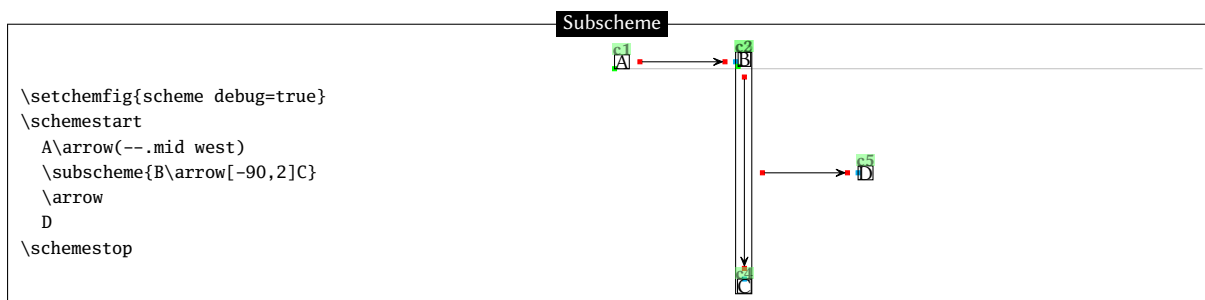 Subscheme
\setchemfig{scheme debug=true}
\schemestart
A\arrow(--.mid west)
\subscheme{B\arrow[-90,2]C}
\arrow
D
\schemestop
c1
A
c2
B
c5
D
c4
C